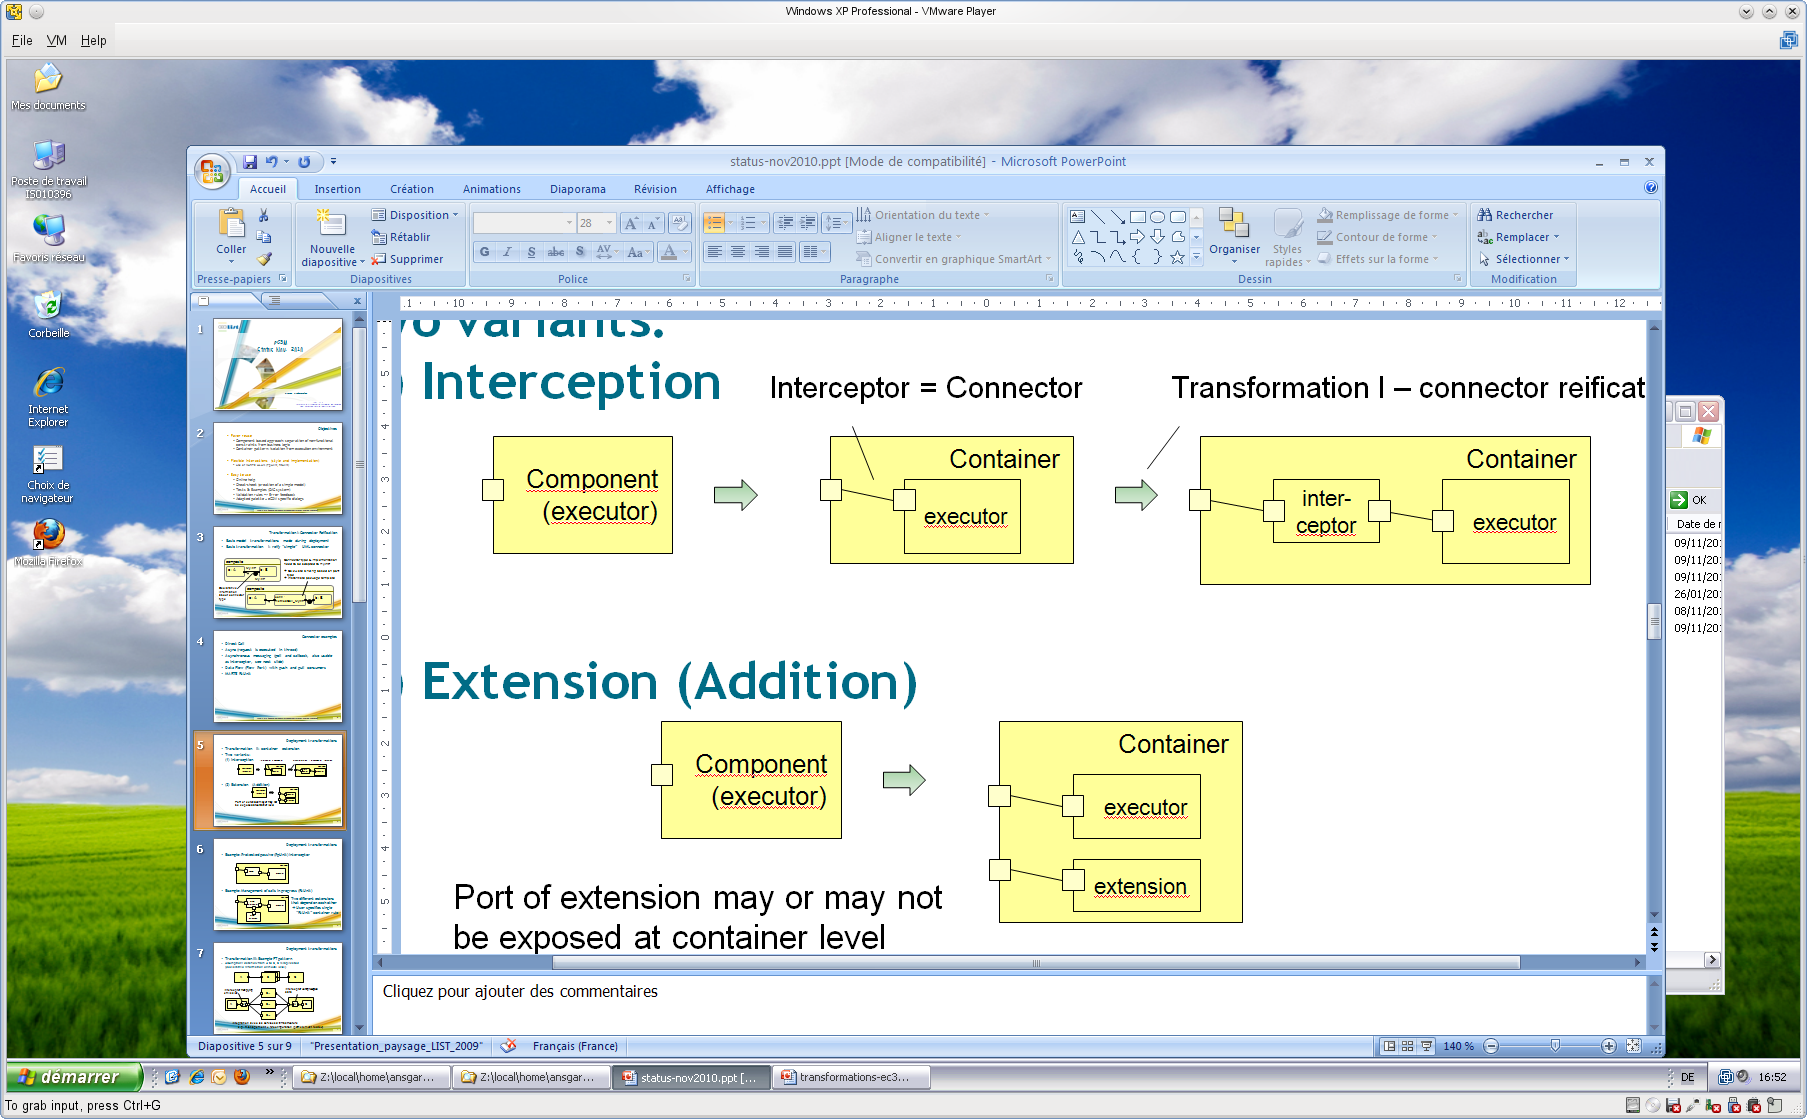 Windows XP Professional - VMware Player
File VM Help
Mes documents
Poste de travail
IS010396
Favoris réseau
Corbeille
Internet
Explorer
Choix de
navigateur
Mozilla Firefox
status-nov2010.ppt [Mode de compatibilité] - Microsoft PowerPoint
Accueil Insertion Création Animations Diaporama Révision Affichage
Coller
Presse-papiers
Nouvelle
diapositive
Disposition
Rétablir
Supprimer
Diapositives
28
Police
Orientation du texte
Aligner le texte
Convertir en graphique SmartArt
Paragraphe
Organiser
Styles
rapides
Remplissage de forme
Contour de forme
Effets sur la forme
Dessin
Rechercher
Remplacer
Sélectionner
Modification
variants:
Interception
Interceptor = Connector
Transformation I – connector reificat
Component
(executor)
Container
executor
Container
inter-
ceptor
executor
Extension (Addition)
Component
(executor)
Container
executor
extension
Port of extension may or may not
be exposed at container level
Cliquez pour ajouter des commentaires
OK
Date de r
09/11/20
09/11/20
09/11/20
26/01/20
08/11/20
09/11/20
Diapositive 5 sur 9 "Presentation_paysage_LIST_2009" Français (France) 140 %
démarrer Z:\local\home\ansgar... Z:\local\home\ansgar... status-nov2010.ppt [... transformations-ec3... DE 16:52
To grab input, press Ctrl+G